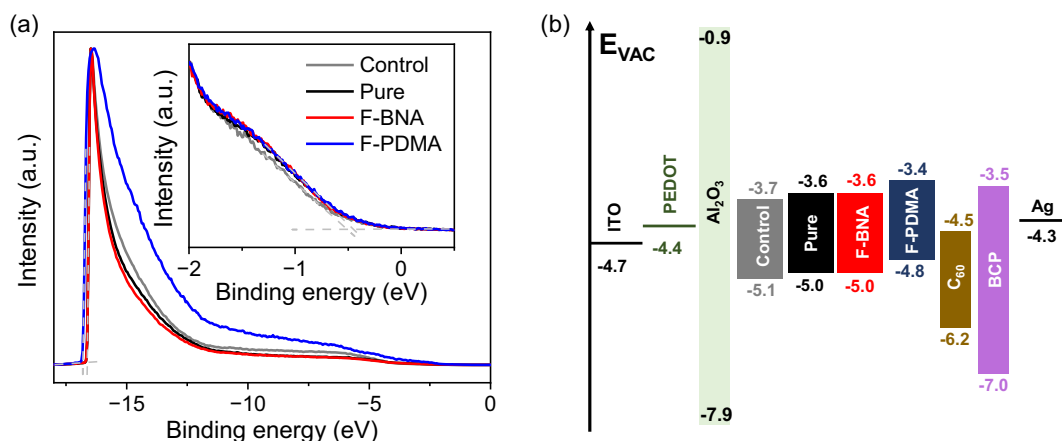 (a)
Intensity (a.u.)
−15
−10
−5
0
Binding energy (eV)
Intensity (a.u.)
Control
Pure
F-BNA
F-PDMA
−2
−1
0
Binding energy (eV)
(b)
EVAC
ITO
-4.7
PEDOT
-4.4
-0.9
Al2O3
-7.9
-3.7
Control
-5.1
-3.6
Pure
-5.0
-3.6
F-BNA
-5.0
-3.4
F-PDMA
-4.8
-4.5
C60
-6.2
-3.5
BCP
-7.0
Ag
-4.3